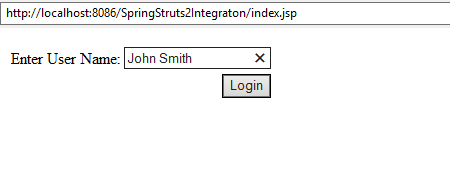 http://localhost:8086/SpringStruts2Integraton/index.jsp
Enter User Name: John Smith
Login